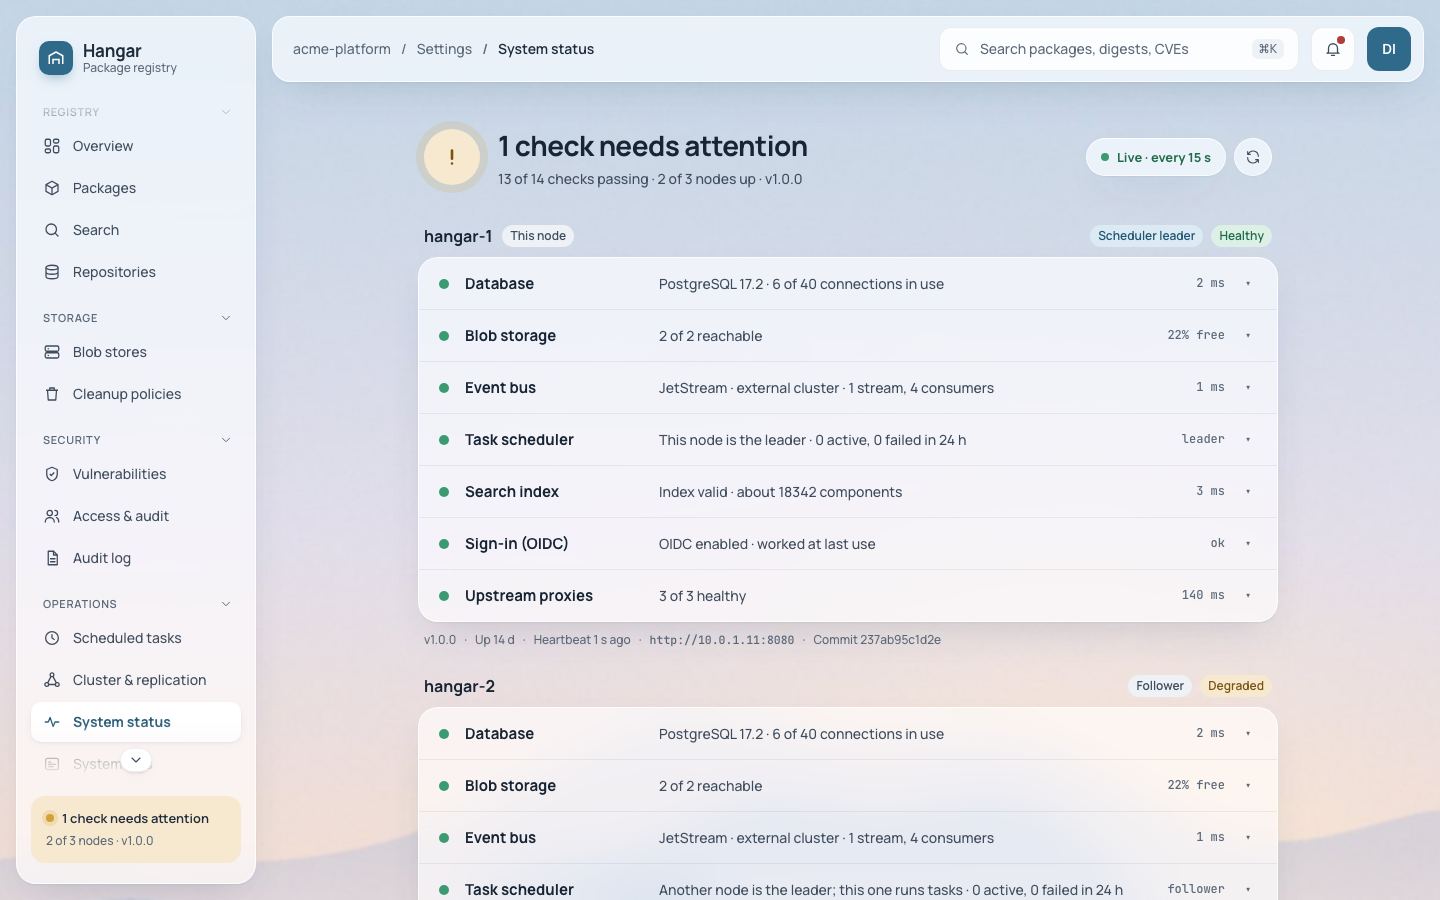 Hangar
Package registry
REGISTRY
Overview
Packages
Search
Repositories
STORAGE
Blob stores
Cleanup policies
SECURITY
Vulnerabilities
Access & audit
Audit log
OPERATIONS
Scheduled tasks
Cluster & replication
System status
System
1 check needs attention
2 of 3 nodes · v1.0.0
acme-platform / Settings / System status
Search packages, digests, CVEs ⌘K
DI
1 check needs attention
13 of 14 checks passing · 2 of 3 nodes up · v1.0.0
Live · every 15 s
hangar-1 This node Scheduler leader Healthy
Database PostgreSQL 17.2 · 6 of 40 connections in use 2 ms
Blob storage 2 of 2 reachable 22% free
Event bus JetStream · external cluster · 1 stream, 4 consumers 1 ms
Task scheduler This node is the leader · 0 active, 0 failed in 24 h leader
Search index Index valid · about 18342 components 3 ms
Sign-in (OIDC) OIDC enabled · worked at last use ok
Upstream proxies 3 of 3 healthy 140 ms
v1.0.0 · Up 14 d · Heartbeat 1 s ago · http://10.0.1.11:8080 · Commit 237ab95c1d2e
hangar-2 Follower Degraded
Database PostgreSQL 17.2 · 6 of 40 connections in use 2 ms
Blob storage 2 of 2 reachable 22% free
Event bus JetStream · external cluster · 1 stream, 4 consumers 1 ms
Task scheduler Another node is the leader; this one runs tasks · 0 active, 0 failed in 24 h follower